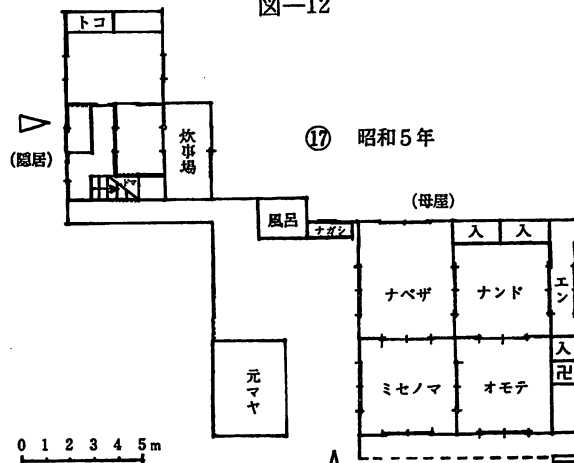 図—12
トコ
炊事場
(隠居)
⑰ 昭和5年
(母屋)
風呂
ナガシ
入 入
ナベザ
ナンド
エン
入
卍
ミセノマ
オモテ
元マヤ
0 1 2 3 4 5m